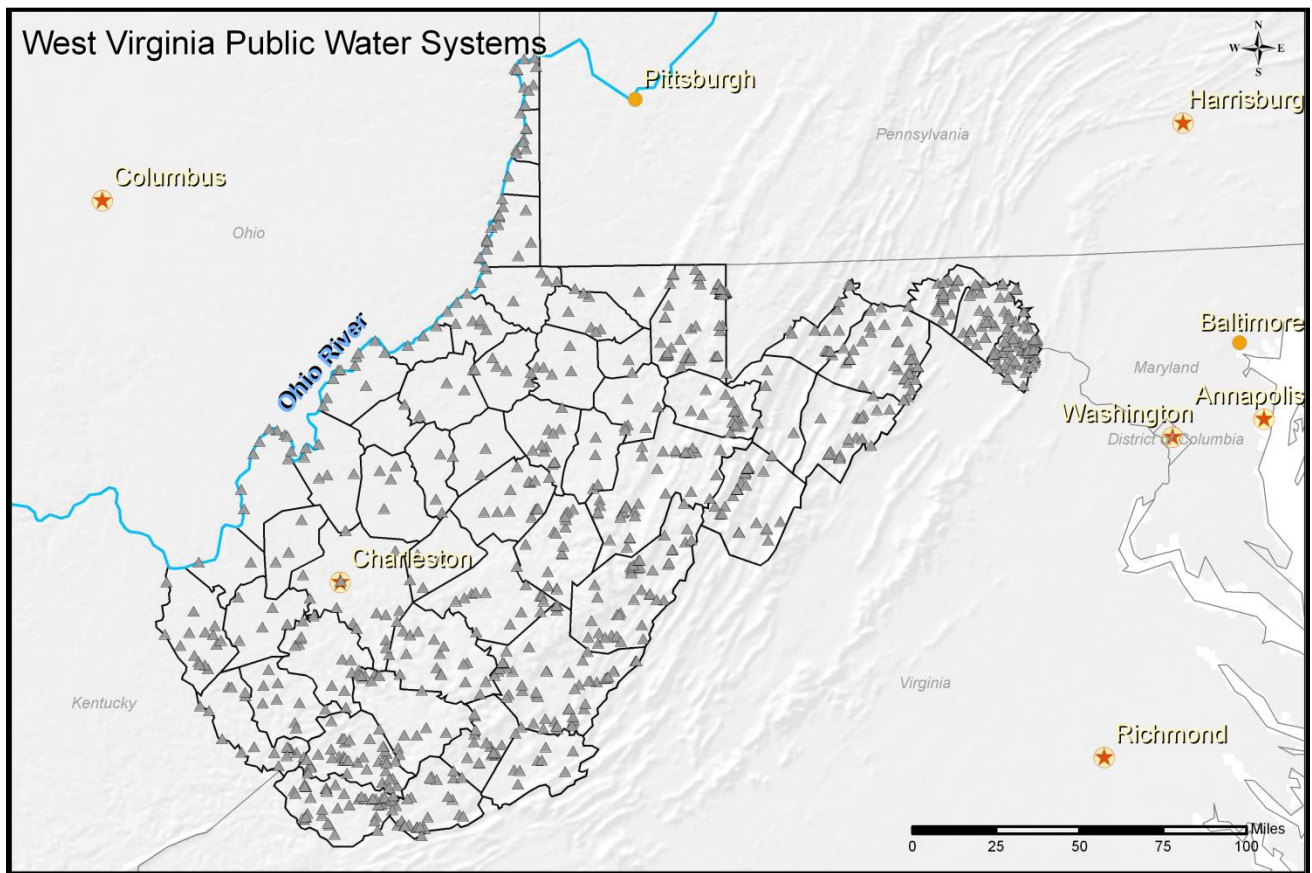 West Virginia Public Water Systems
N
W E
S
Pittsburgh
Harrisburg
Pennsylvania
Columbus
Ohio
Ohio River
Baltimore
Maryland
Annapolis
Washington
District of Columbia
Charleston
Kentucky
Virginia
Richmond
Miles
0 25 50 75 100